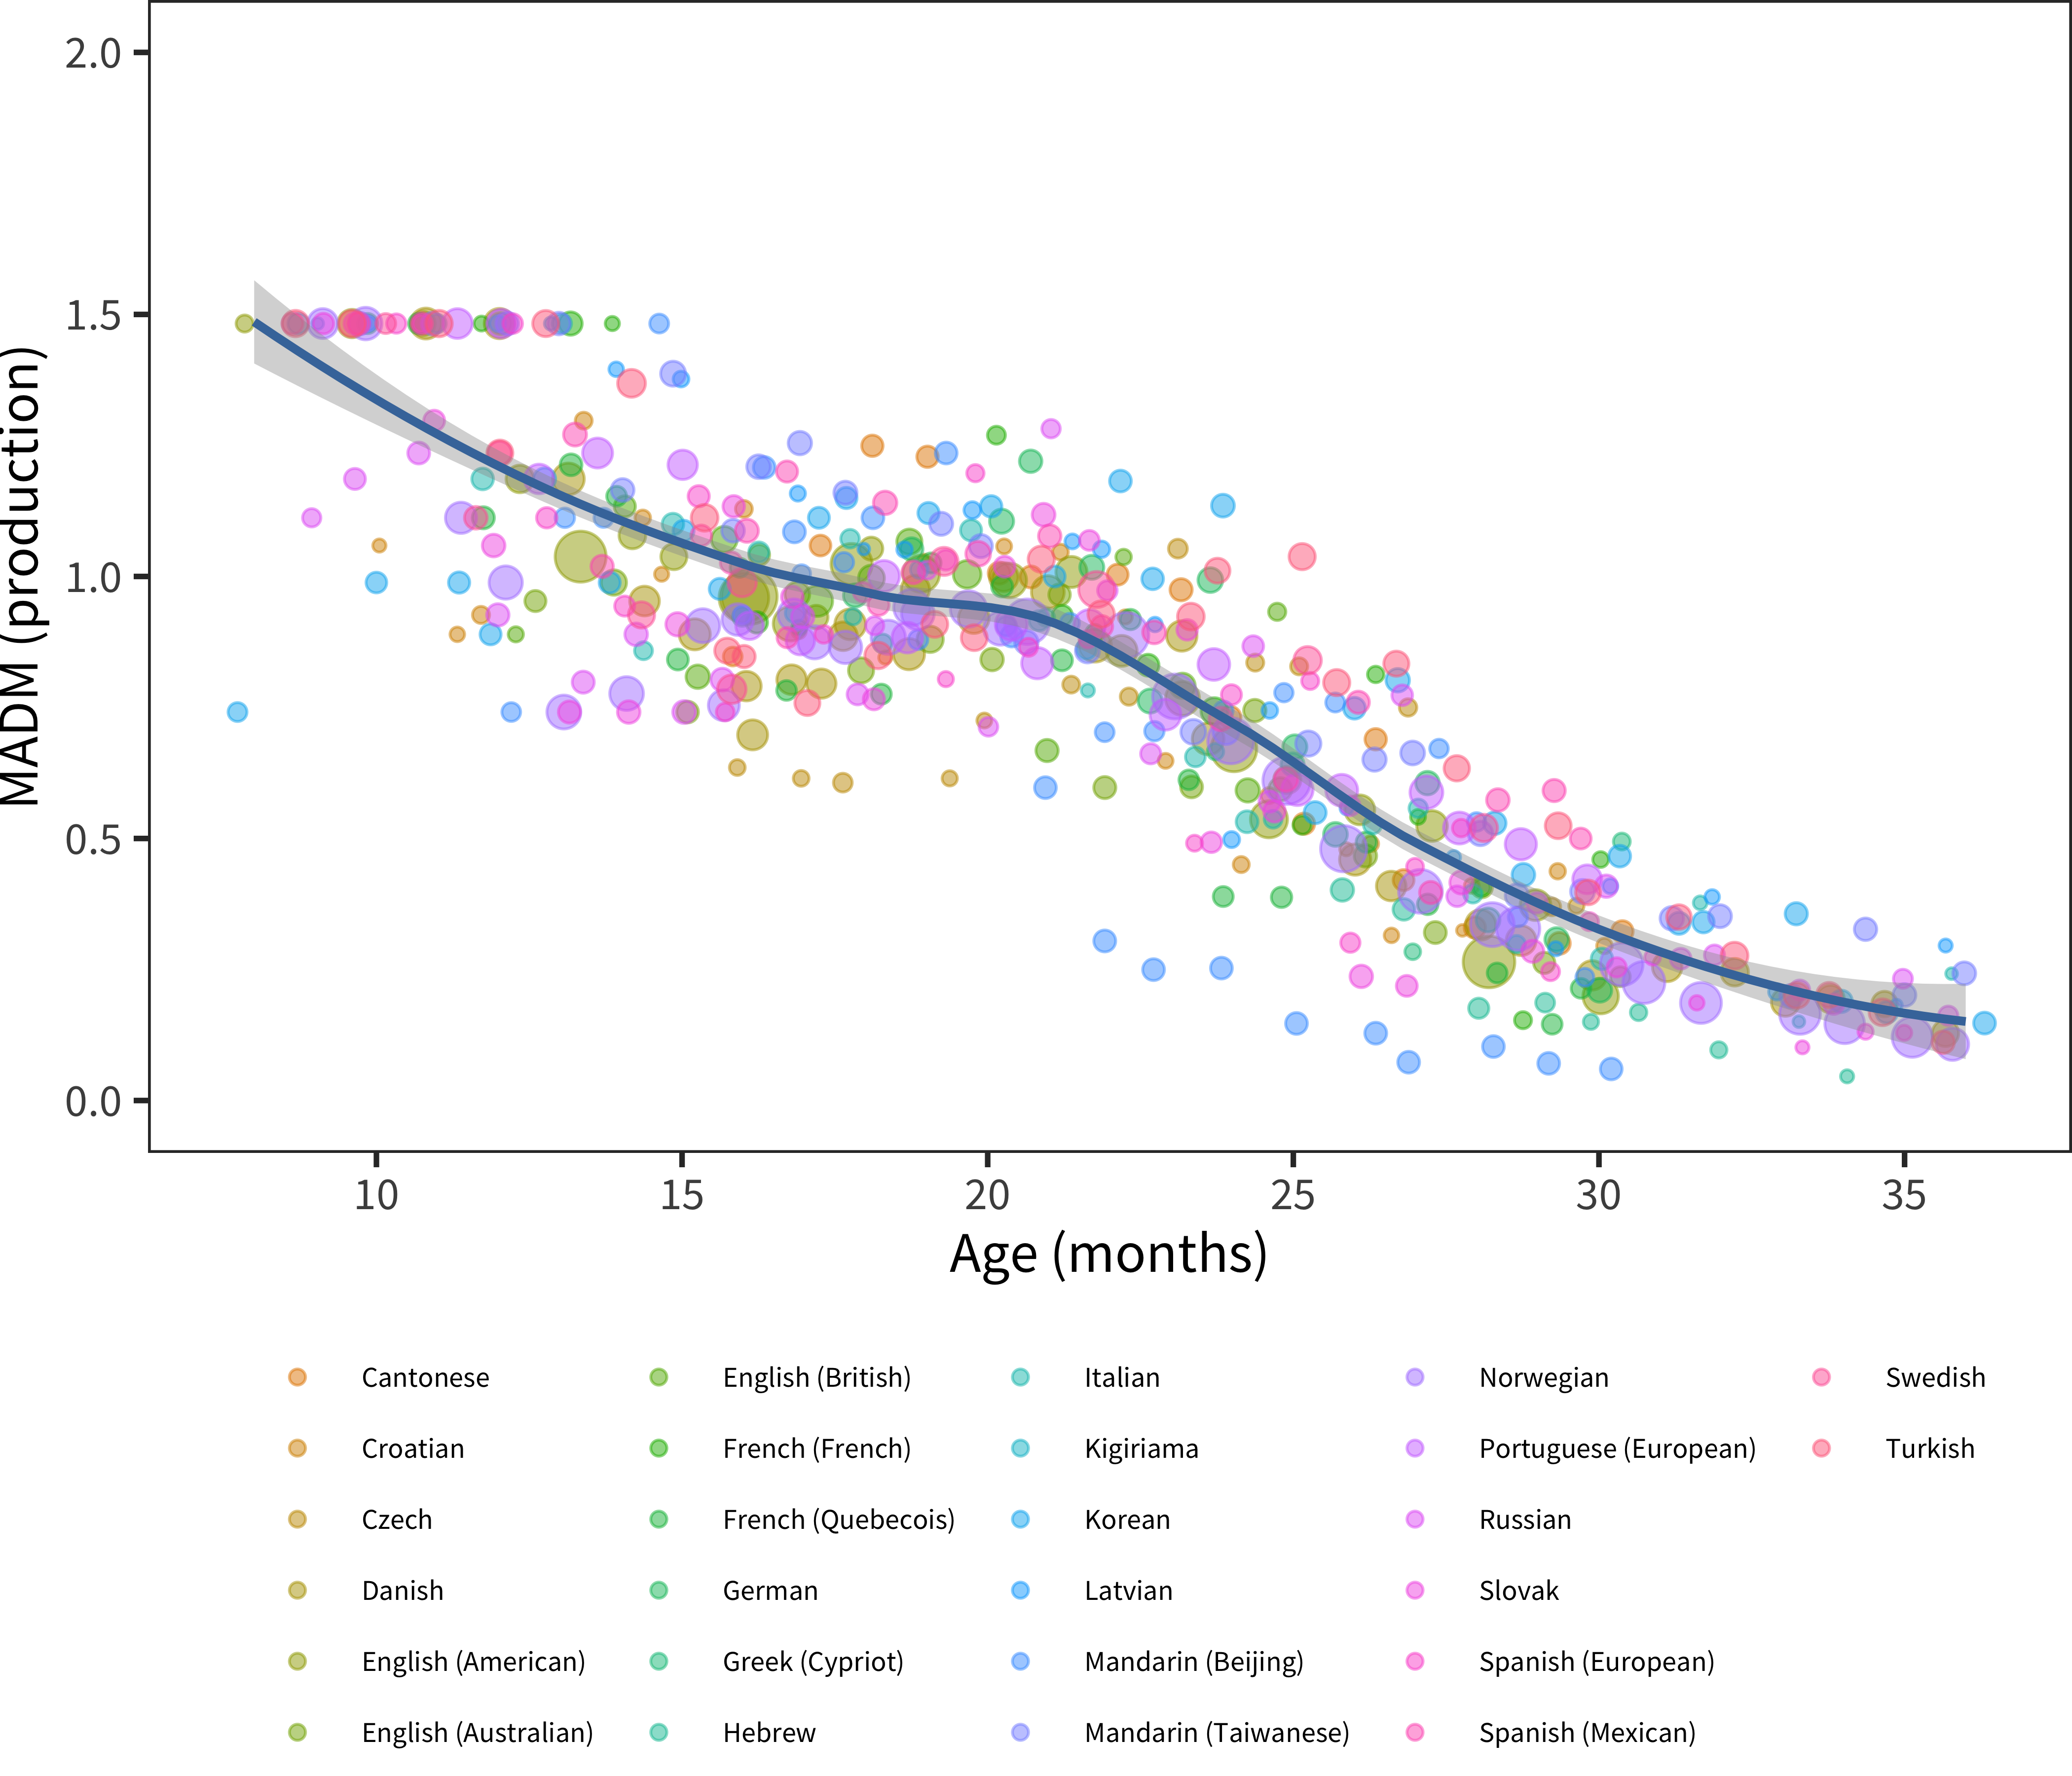 MADM (production)
2.0
1.5
1.0
0.5
0.0
10 15 20 25 30 35
Age (months)
Cantonese English (British) Italian Norwegian Swedish
Croatian French (French) Kigiriama Portuguese (European) Turkish
Czech French (Quebecois) Korean Russian
Danish German Latvian Slovak
English (American) Greek (Cypriot) Mandarin (Beijing) Spanish (European)
English (Australian) Hebrew Mandarin (Taiwanese) Spanish (Mexican)